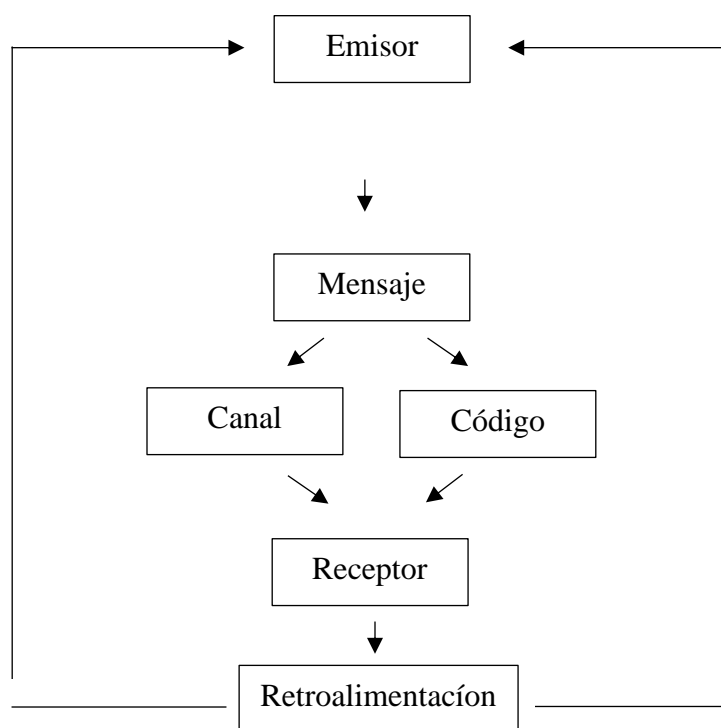 Emisor
Mensaje
Canal
Código
Receptor
Retroalimentacíon